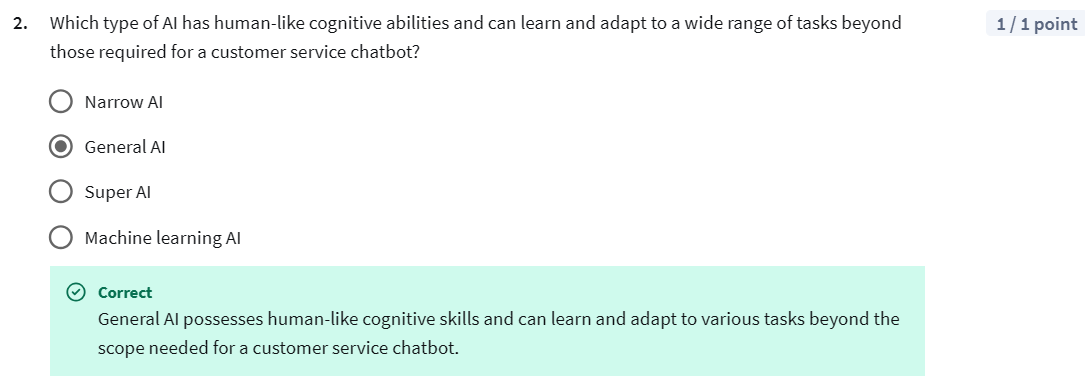 2. Which type of AI has human-like cognitive abilities and can learn and adapt to a wide range of tasks beyond
those required for a customer service chatbot?
1 / 1 point
Narrow AI
General AI
Super AI
Machine learning AI
Correct
General AI possesses human-like cognitive skills and can learn and adapt to various tasks beyond the
scope needed for a customer service chatbot.